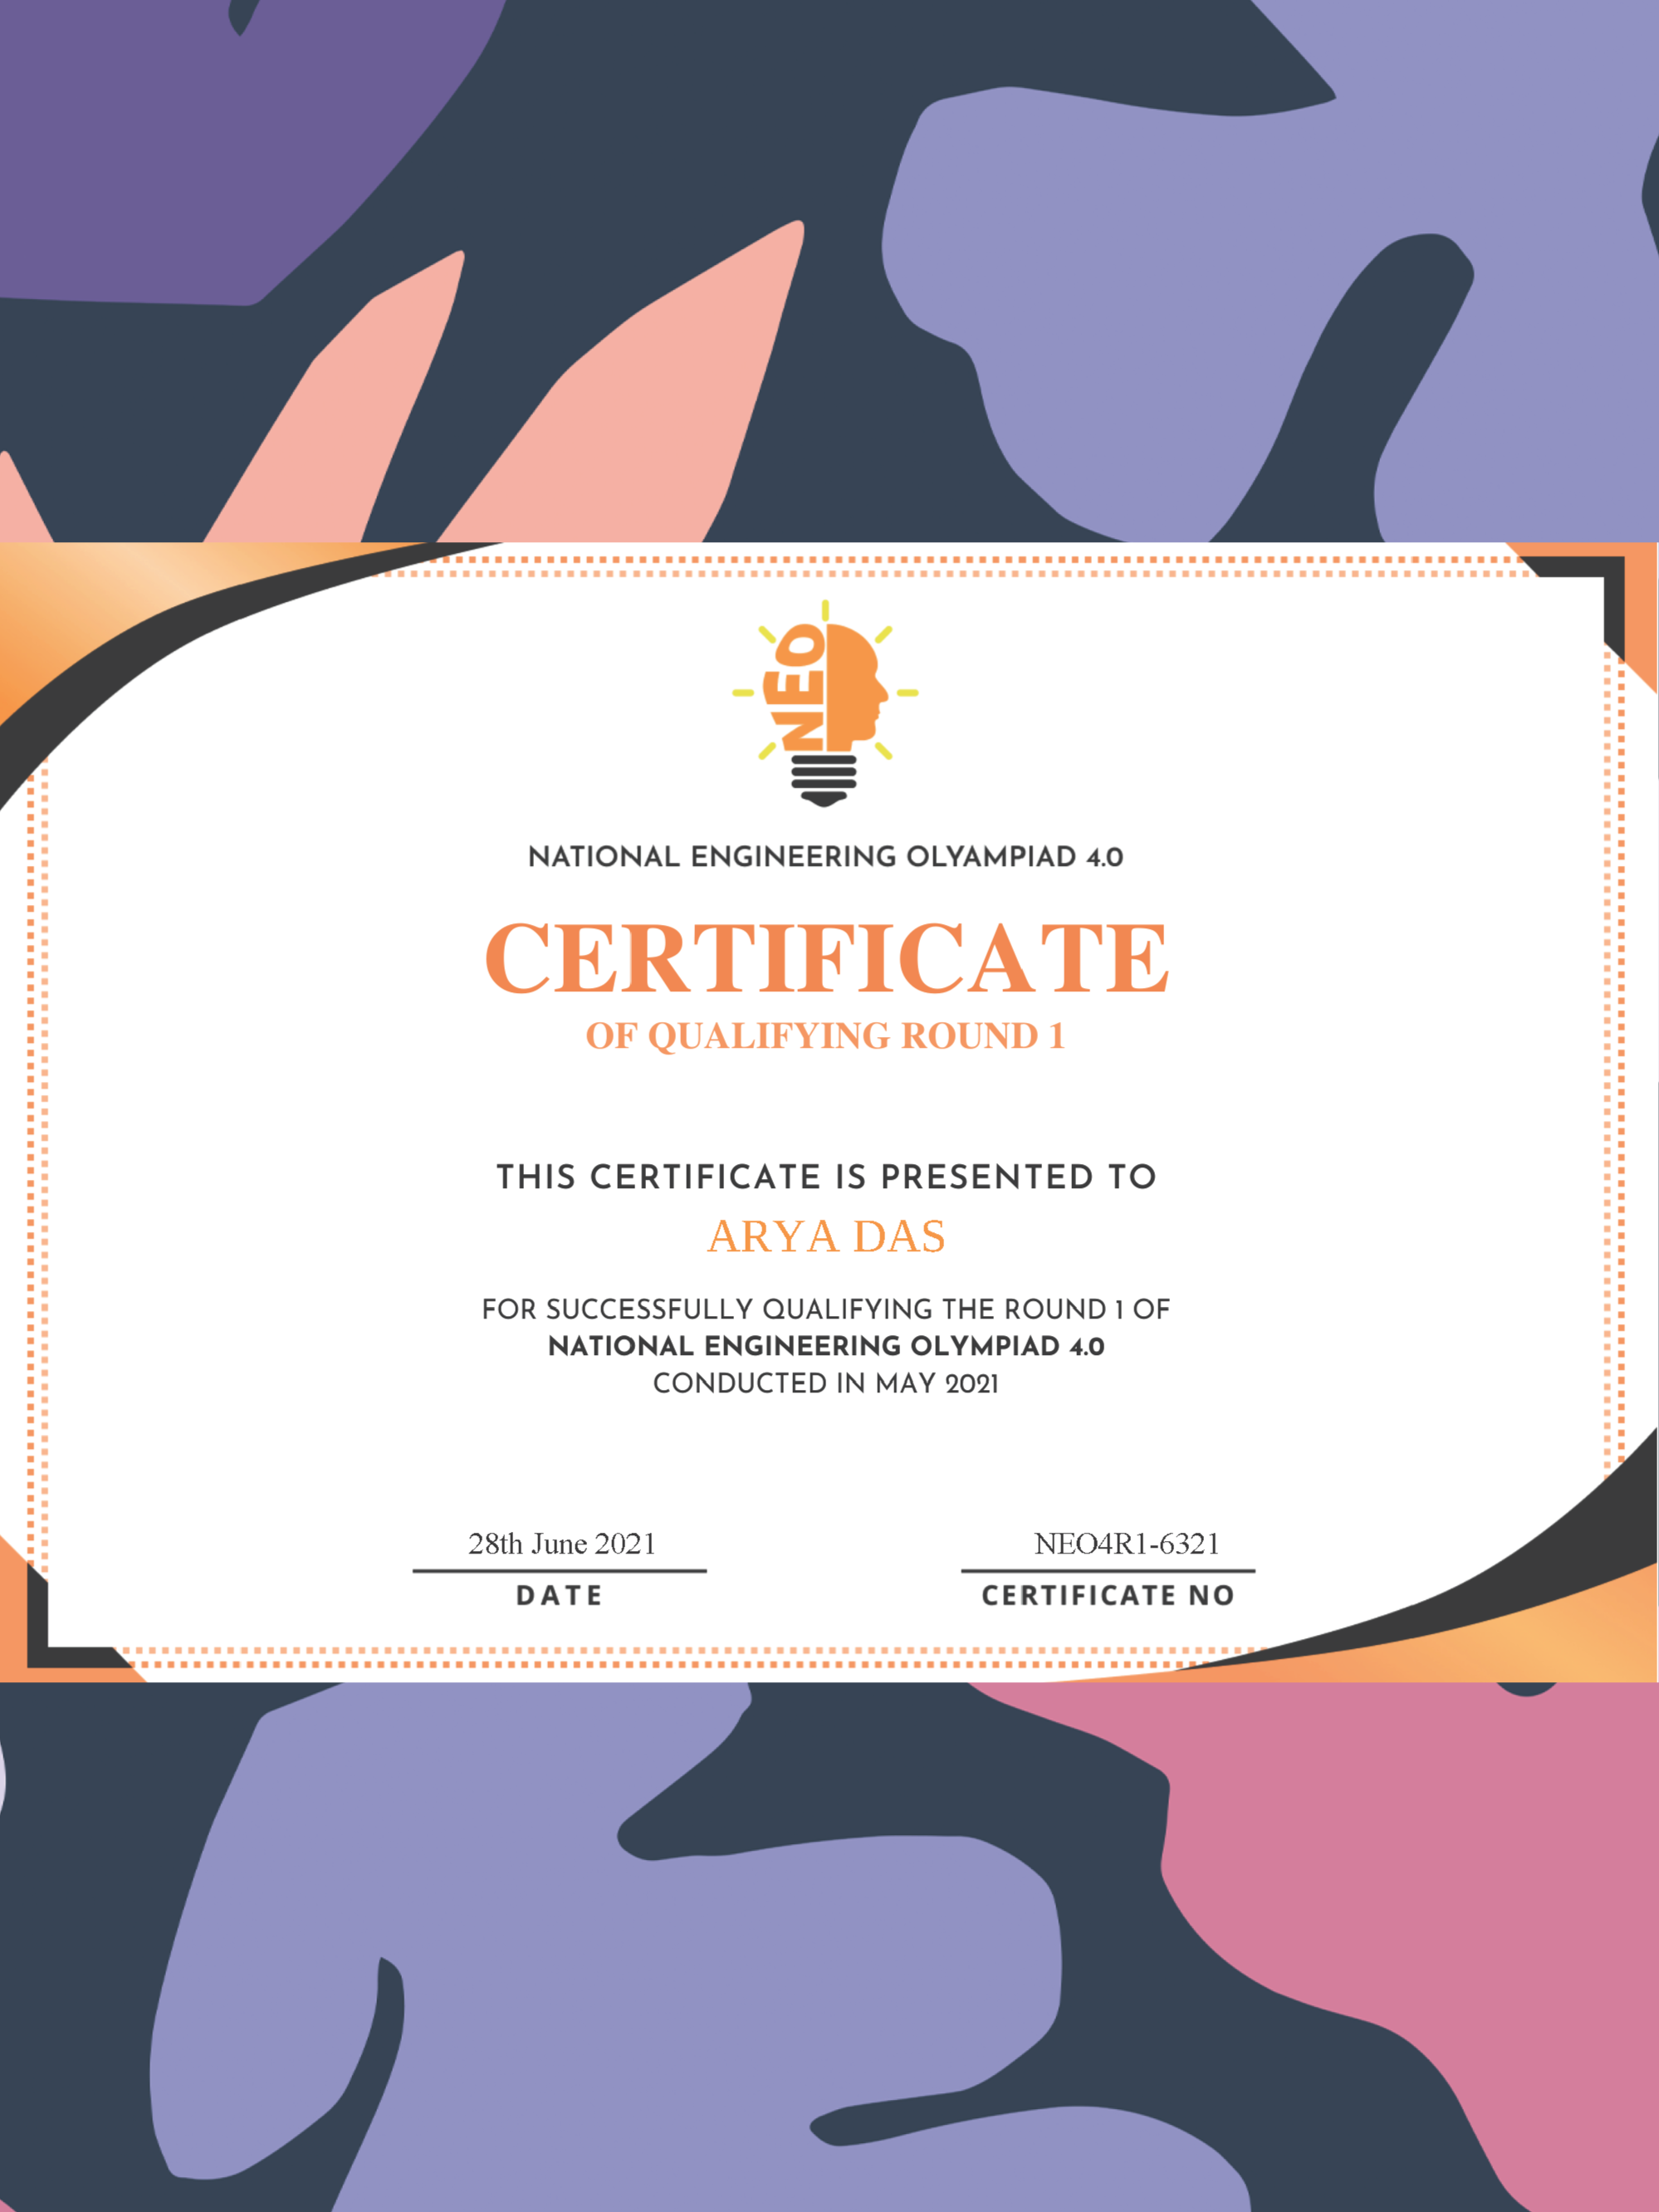 NEO
NATIONAL ENGINEERING OLYAMPIAD 4.0
CERTIFICATE
OF QUALIFYING ROUND 1
THIS CERTIFICATE IS PRESENTED TO
ARYA DAS
FOR SUCCESSFULLY QUALIFYING THE ROUND 1 OF
NATIONAL ENGINEERING OLYMPIAD 4.0
CONDUCTED IN MAY 2021
28th June 2021
DATE
NEO4R1-6321
CERTIFICATE NO